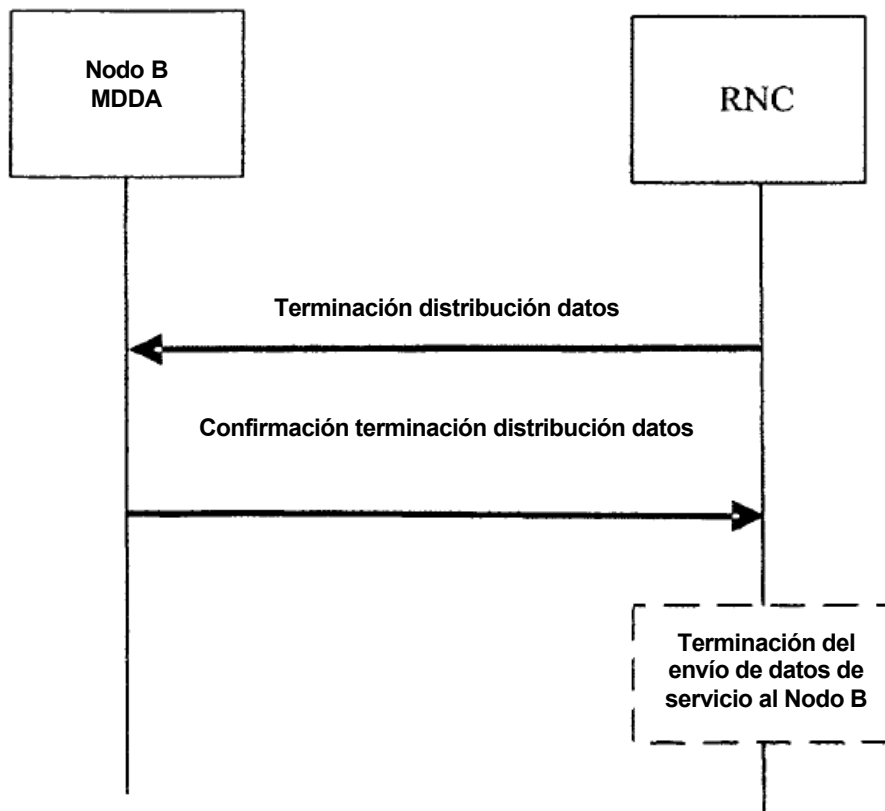 Nodo B
MDDA
RNC
Terminación distribución datos
Confirmación terminación distribución datos
Terminación del
envío de datos de
servicio al Nodo B